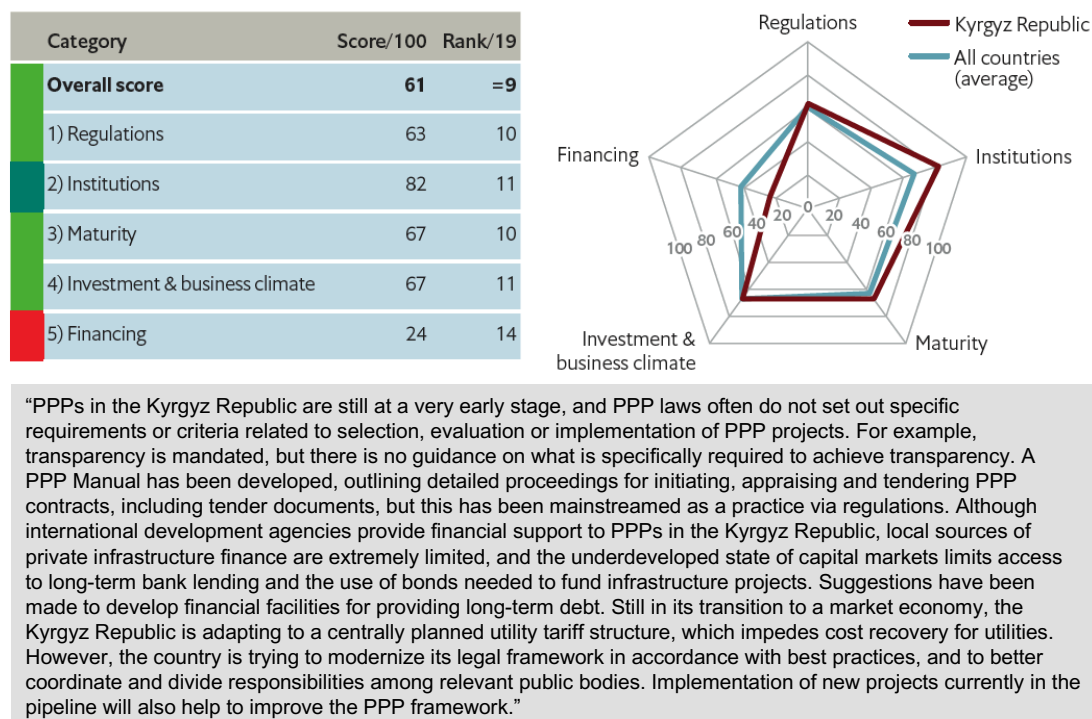 Category Score/100 Rank/19
Overall score 61 =9
1) Regulations 63 10
2) Institutions 82 11
3) Maturity 67 10
4) Investment & business climate 67 11
5) Financing 24 14
Regulations
Kyrgyz Republic
All countries
(average)
Financing
Institutions
0
20 20
40 40
60 60
80 80
100 100
Investment &
business climate
Maturity
“PPPs in the Kyrgyz Republic are still at a very early stage, and PPP laws often do not set out specific
requirements or criteria related to selection, evaluation or implementation of PPP projects. For example,
transparency is mandated, but there is no guidance on what is specifically required to achieve transparency. A
PPP Manual has been developed, outlining detailed proceedings for initiating, appraising and tendering PPP
contracts, including tender documents, but this has been mainstreamed as a practice via regulations. Although
international development agencies provide financial support to PPPs in the Kyrgyz Republic, local sources of
private infrastructure finance are extremely limited, and the underdeveloped state of capital markets limits access
to long-term bank lending and the use of bonds needed to fund infrastructure projects. Suggestions have been
made to develop financial facilities for providing long-term debt. Still in its transition to a market economy, the
Kyrgyz Republic is adapting to a centrally planned utility tariff structure, which impedes cost recovery for utilities.
However, the country is trying to modernize its legal framework in accordance with best practices, and to better
coordinate and divide responsibilities among relevant public bodies. Implementation of new projects currently in the
pipeline will also help to improve the PPP framework.”